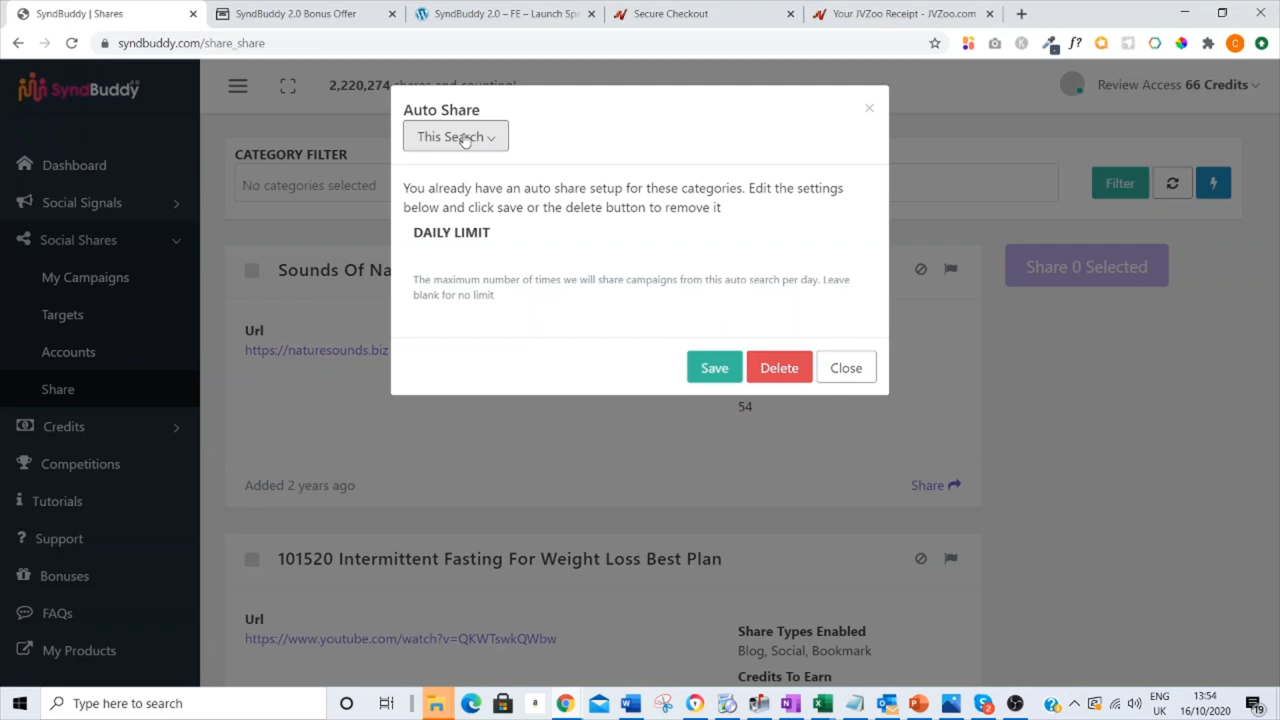 SyndBuddy | Shares
SyndBuddy 2.0 Bonus Offer
SyndBuddy 2.0 – FE – Launch Spe
Secure Checkout
Your JVZoo Receipt - JVZoo.com
syndbuddy.com/share_share
SyndBuddy
2,220,274 shares and counting!
Review Access 66 Credits
Dashboard
Social Signals
Social Shares
My Campaigns
Targets
Accounts
Share
Credits
Competitions
Tutorials
Support
Bonuses
FAQs
My Products
CATEGORY FILTER
No categories selected
Filter
Auto Share
This Search
You already have an auto share setup for these categories. Edit the settings
below and click save or the delete button to remove it
DAILY LIMIT
The maximum number of times we will share campaigns from this auto search per day. Leave
blank for no limit
Save
Delete
Close
Sounds Of Na
Share 0 Selected
Url
https://naturesounds.biz
54
Added 2 years ago
Share
101520 Intermittent Fasting For Weight Loss Best Plan
Url
https://www.youtube.com/watch?v=QKWTswkQWbw
Share Types Enabled
Blog, Social, Bookmark
Credits To Earn
Type here to search
ENG
UK
13:54
16/10/2020